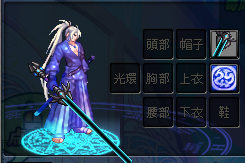 頭部 帽子
光環 胸部 上衣
腰部 下衣 鞋